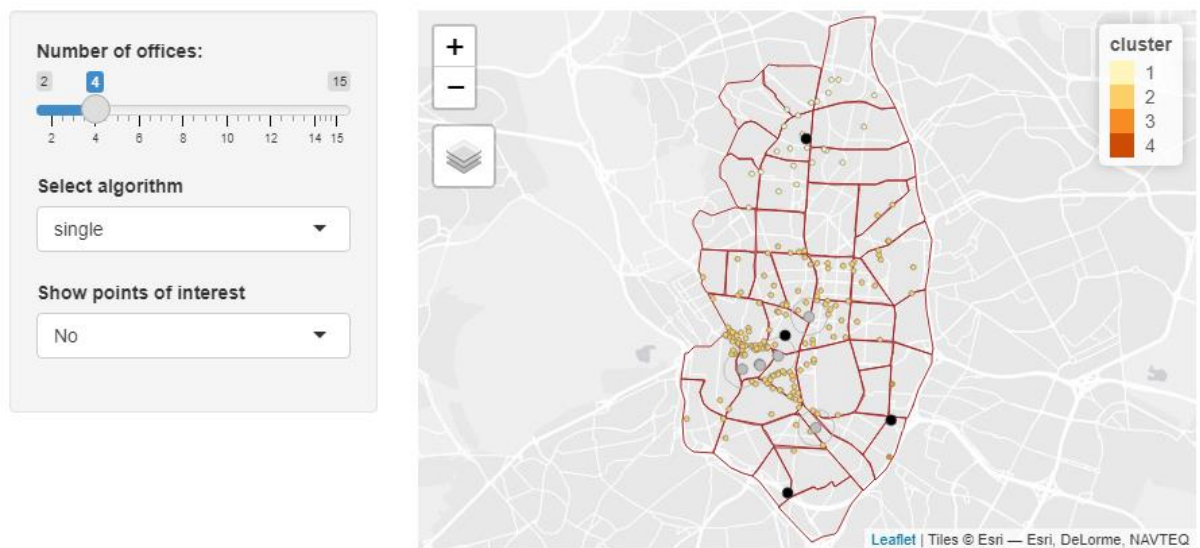 Number of offices:
2 4 15
2 4 6 8 10 12 14 15
Select algorithm
single
Show points of interest
No
+
−
cluster
1
2
3
4
Leaflet | Tiles © Esri — Esri, DeLorme, NAVTEQ